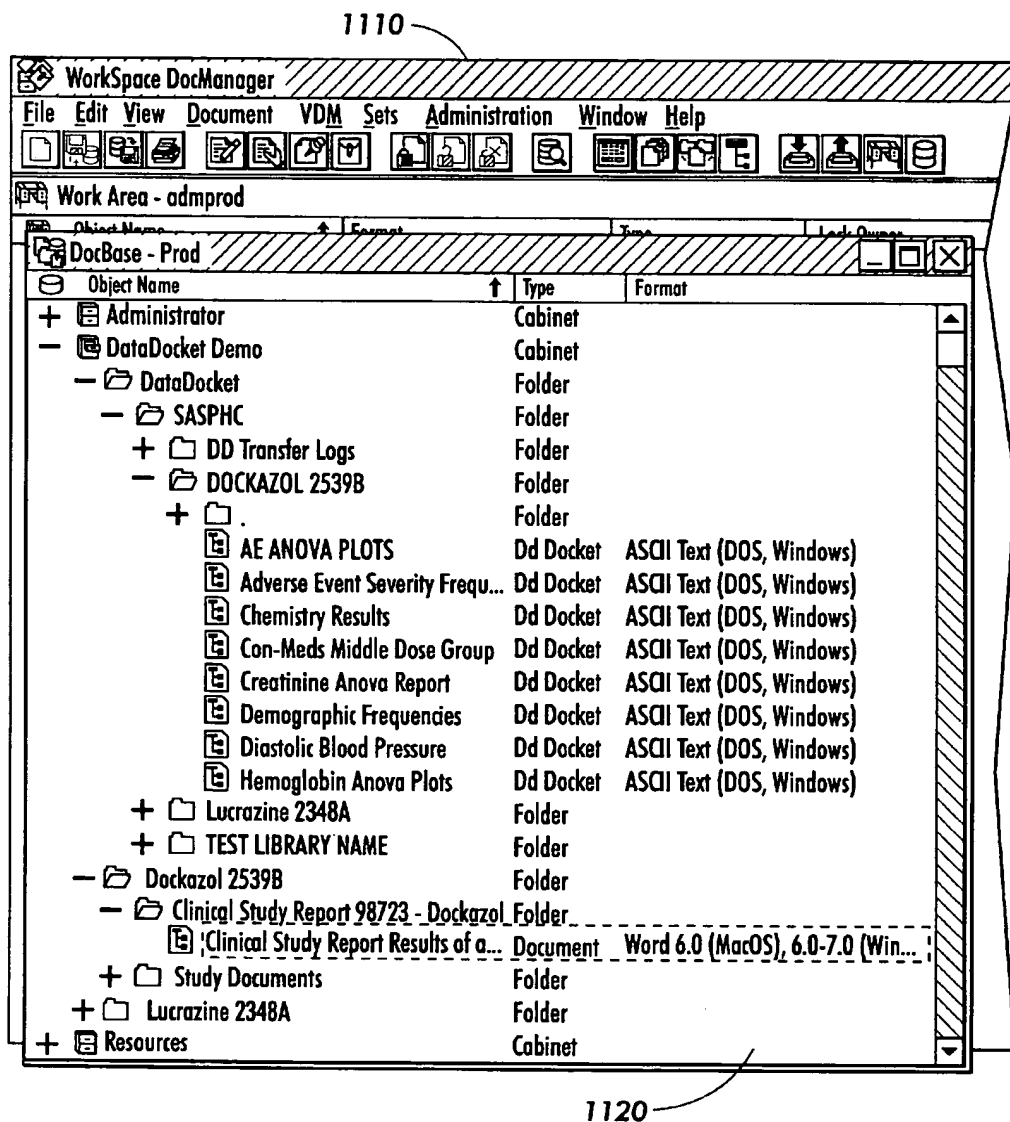 1110
WorkSpace DocManager
File Edit View Document VDM Sets Administration Window Help
Work Area - admprod
Object Name Format Type Lock Owner
DocBase - Prod
Object Name Type Format
Administrator Cabinet
DataDocket Demo Cabinet
DataDocket Folder
SASPHC Folder
DD Transfer Logs Folder
DOCKAZOL 2539B Folder
. Folder
AE ANOVA PLOTS Dd Docket ASCII Text (DOS, Windows)
Adverse Event Severity Frequ... Dd Docket ASCII Text (DOS, Windows)
Chemistry Results Dd Docket ASCII Text (DOS, Windows)
Con-Meds Middle Dose Group Dd Docket ASCII Text (DOS, Windows)
Creatinine Anova Report Dd Docket ASCII Text (DOS, Windows)
Demographic Frequencies Dd Docket ASCII Text (DOS, Windows)
Diastolic Blood Pressure Dd Docket ASCII Text (DOS, Windows)
Hemoglobin Anova Plots Dd Docket ASCII Text (DOS, Windows)
Lucrazine 2348A Folder
TEST LIBRARY NAME Folder
Dockazol 2539B Folder
Clinical Study Report 98723 - Dockazol Folder
Clinical Study Report Results of a... Document Word 6.0 (MacOS), 6.0-7.0 (Win...
Study Documents Folder
Lucrazine 2348A Folder
Resources Cabinet
1120